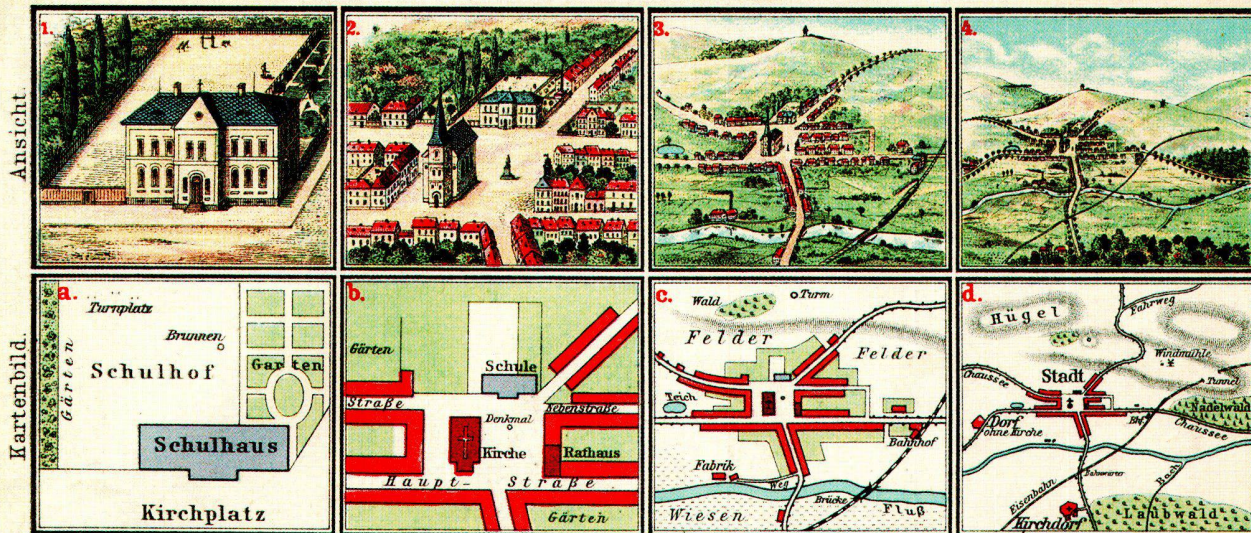 Ansicht.
1.
2.
3.
4.
Kartenbild.
a.
Turnplatz
Brunnen
Schulhof
Garten
Gärten
Schulhaus
Kirchplatz
b.
Gärten
Schule
Straße
Nebenstraße
Denkmal
Kirche
Rathaus
Haupt-Straße
Gärten
c.
Wald
Turm
Felder
Felder
Teich
Bahnhof
Fabrik
Weg
Brücke
Fluß
Wiesen
d.
Hügel
Fahrweg
Windmühle
Chaussee
Stadt
Tunnel
Nadelwald
Dorf
ohne Kirche
Bhf.
Chaussee
Bahnwärter
Eisenbahn
Bach
Kirchdorf
Laubwald